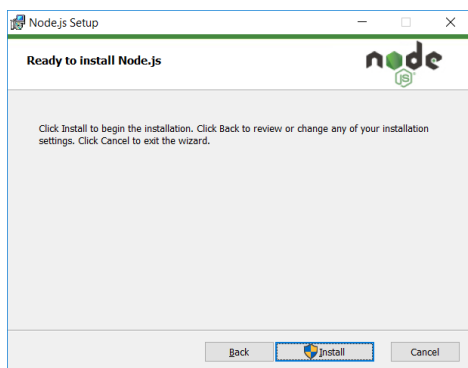 Node.js Setup
Ready to install Node.js
node
JS
Click Install to begin the installation. Click Back to review or change any of your installation
settings. Click Cancel to exit the wizard.
Back
Install
Cancel